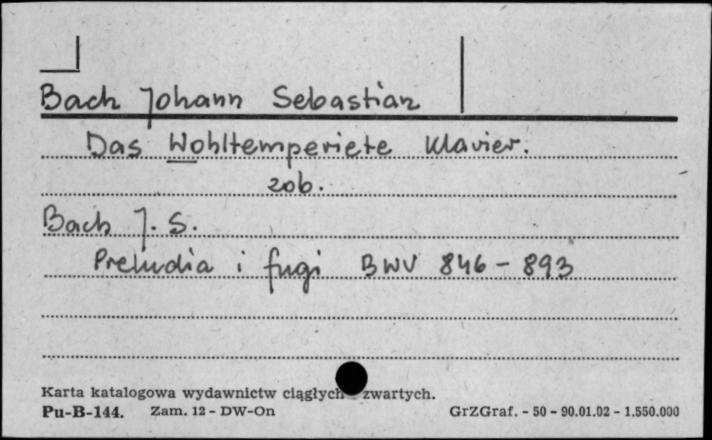 Bach Johann Sebastian
Das Wohltemperiete Klavier.
zob.
Bach J. S.
Preludia i fugi BWV 846 - 893
Karta katalogowa wydawnictw ciągłych zwartych.
Pu-B-144. Zam. 12 - DW-On GrZGraf. - 50 - 90.01.02 - 1.550.000